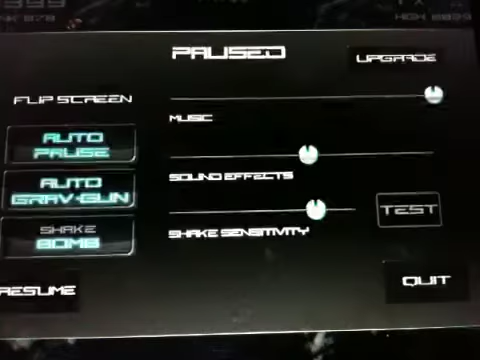 PAUSED
UPGRADE
FLIP SCREEN
MUSIC
AUTO
PAUSE
SOUND EFFECTS
AUTO
GRAV-GUN
TEST
SHAKE
BOMB
SHAKE SENSITIVITY
RESUME
QUIT